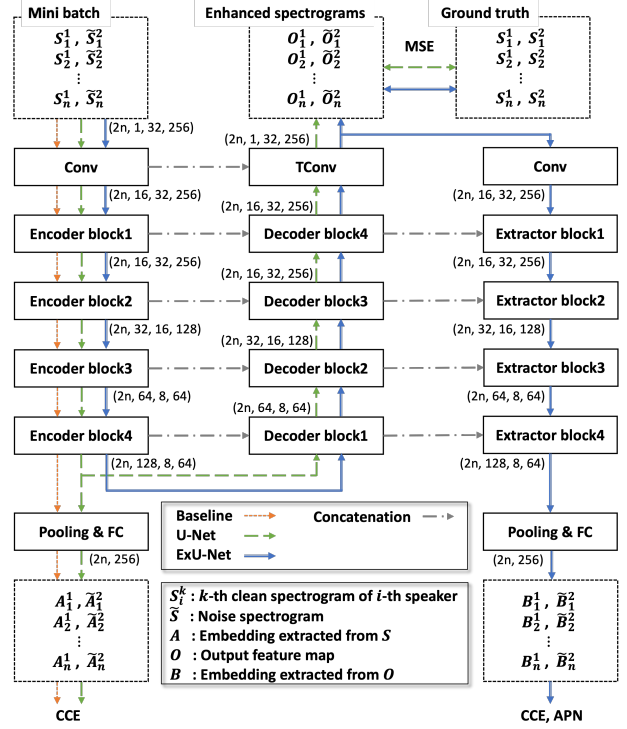 Mini batch
Enhanced spectrograms
Ground truth
S₁¹ , S̃₁²
S₂¹ , S̃₂²
⋮
Sₙ¹ , S̃ₙ²
O₁¹ , Õ₁²
O₂¹ , Õ₂²
⋮
Oₙ¹ , Õₙ²
MSE
S₁¹ , S₁²
S₂¹ , S₂²
⋮
Sₙ¹ , Sₙ²
(2n, 1, 32, 256)
(2n, 1, 32, 256)
Conv
TConv
Conv
(2n, 16, 32, 256)
(2n, 16, 32, 256)
(2n, 16, 32, 256)
Encoder block1
Decoder block4
Extractor block1
(2n, 16, 32, 256)
(2n, 16, 32, 256)
(2n, 16, 32, 256)
Encoder block2
Decoder block3
Extractor block2
(2n, 32, 16, 128)
(2n, 32, 16, 128)
(2n, 32, 16, 128)
Encoder block3
Decoder block2
Extractor block3
(2n, 64, 8, 64)
(2n, 64, 8, 64)
(2n, 64, 8, 64)
Encoder block4
Decoder block1
Extractor block4
(2n, 128, 8, 64)
(2n, 128, 8, 64)
Baseline
U-Net
ExU-Net
Concatenation
Pooling & FC
Pooling & FC
(2n, 256)
(2n, 256)
A₁¹ , Ã₁²
A₂¹ , Ã₂²
⋮
Aₙ¹ , Ãₙ²
Sᵢᵏ : k-th clean spectrogram of i-th speaker
S̃ : Noise spectrogram
A : Embedding extracted from S
O : Output feature map
B : Embedding extracted from O
B₁¹ , B̃₁²
B₂¹ , B̃₂²
⋮
Bₙ¹ , B̃ₙ²
CCE
CCE, APN